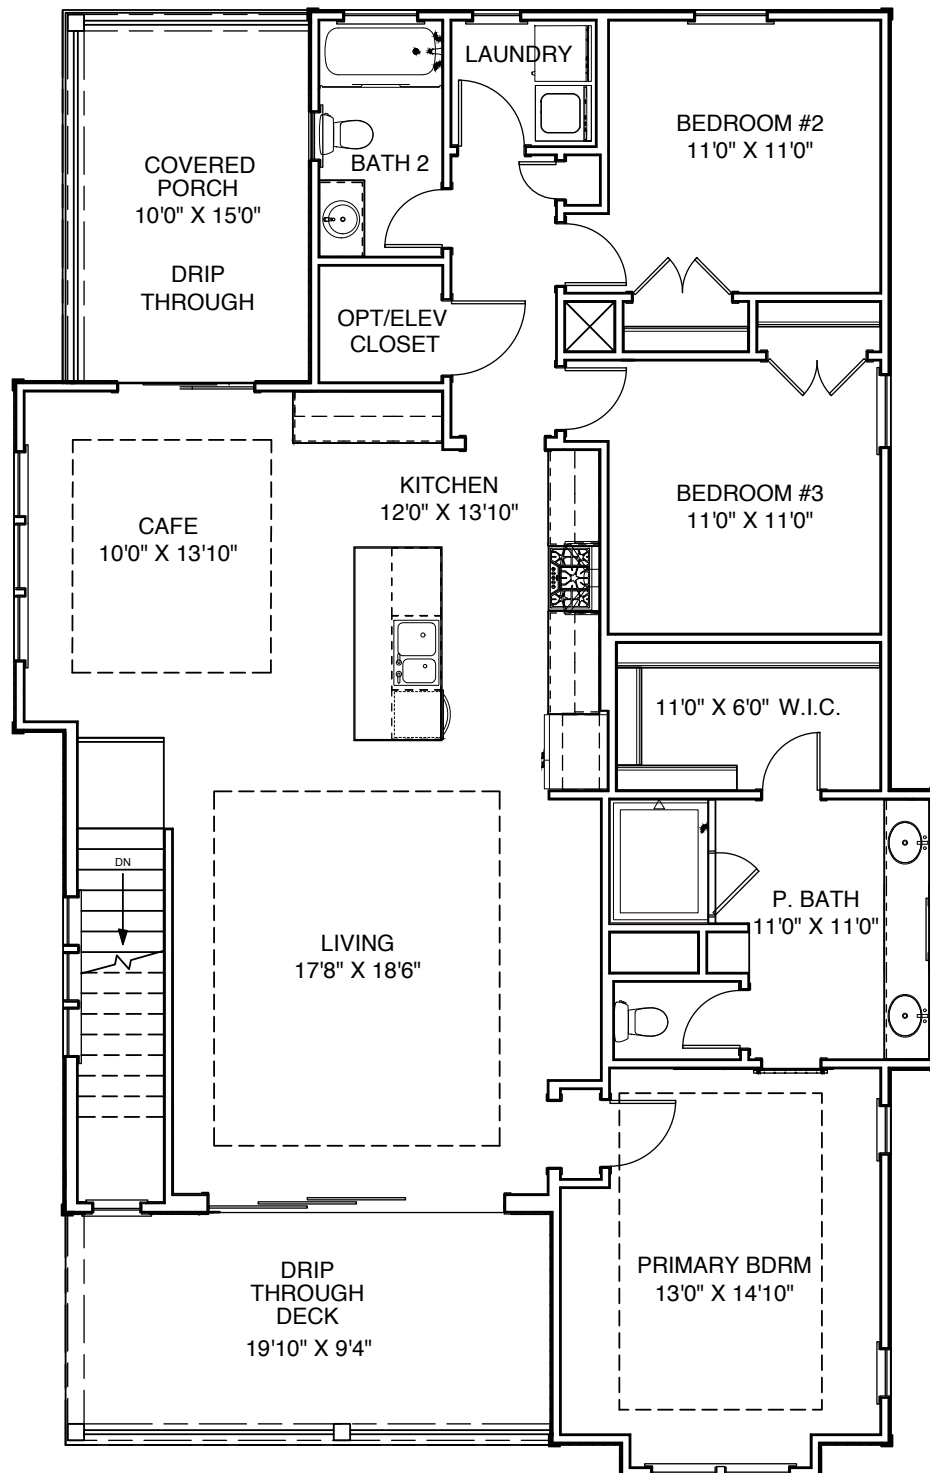 LAUNDRY
BEDROOM #2
11'0" X 11'0"
COVERED
PORCH
10'0" X 15'0"
DRIP
THROUGH
BATH 2
OPT/ELEV
CLOSET
KITCHEN
12'0" X 13'10"
BEDROOM #3
11'0" X 11'0"
CAFE
10'0" X 13'10"
11'0" X 6'0" W.I.C.
DN
P. BATH
11'0" X 11'0"
LIVING
17'8" X 18'6"
PRIMARY BDRM
13'0" X 14'10"
DRIP
THROUGH
DECK
19'10" X 9'4"